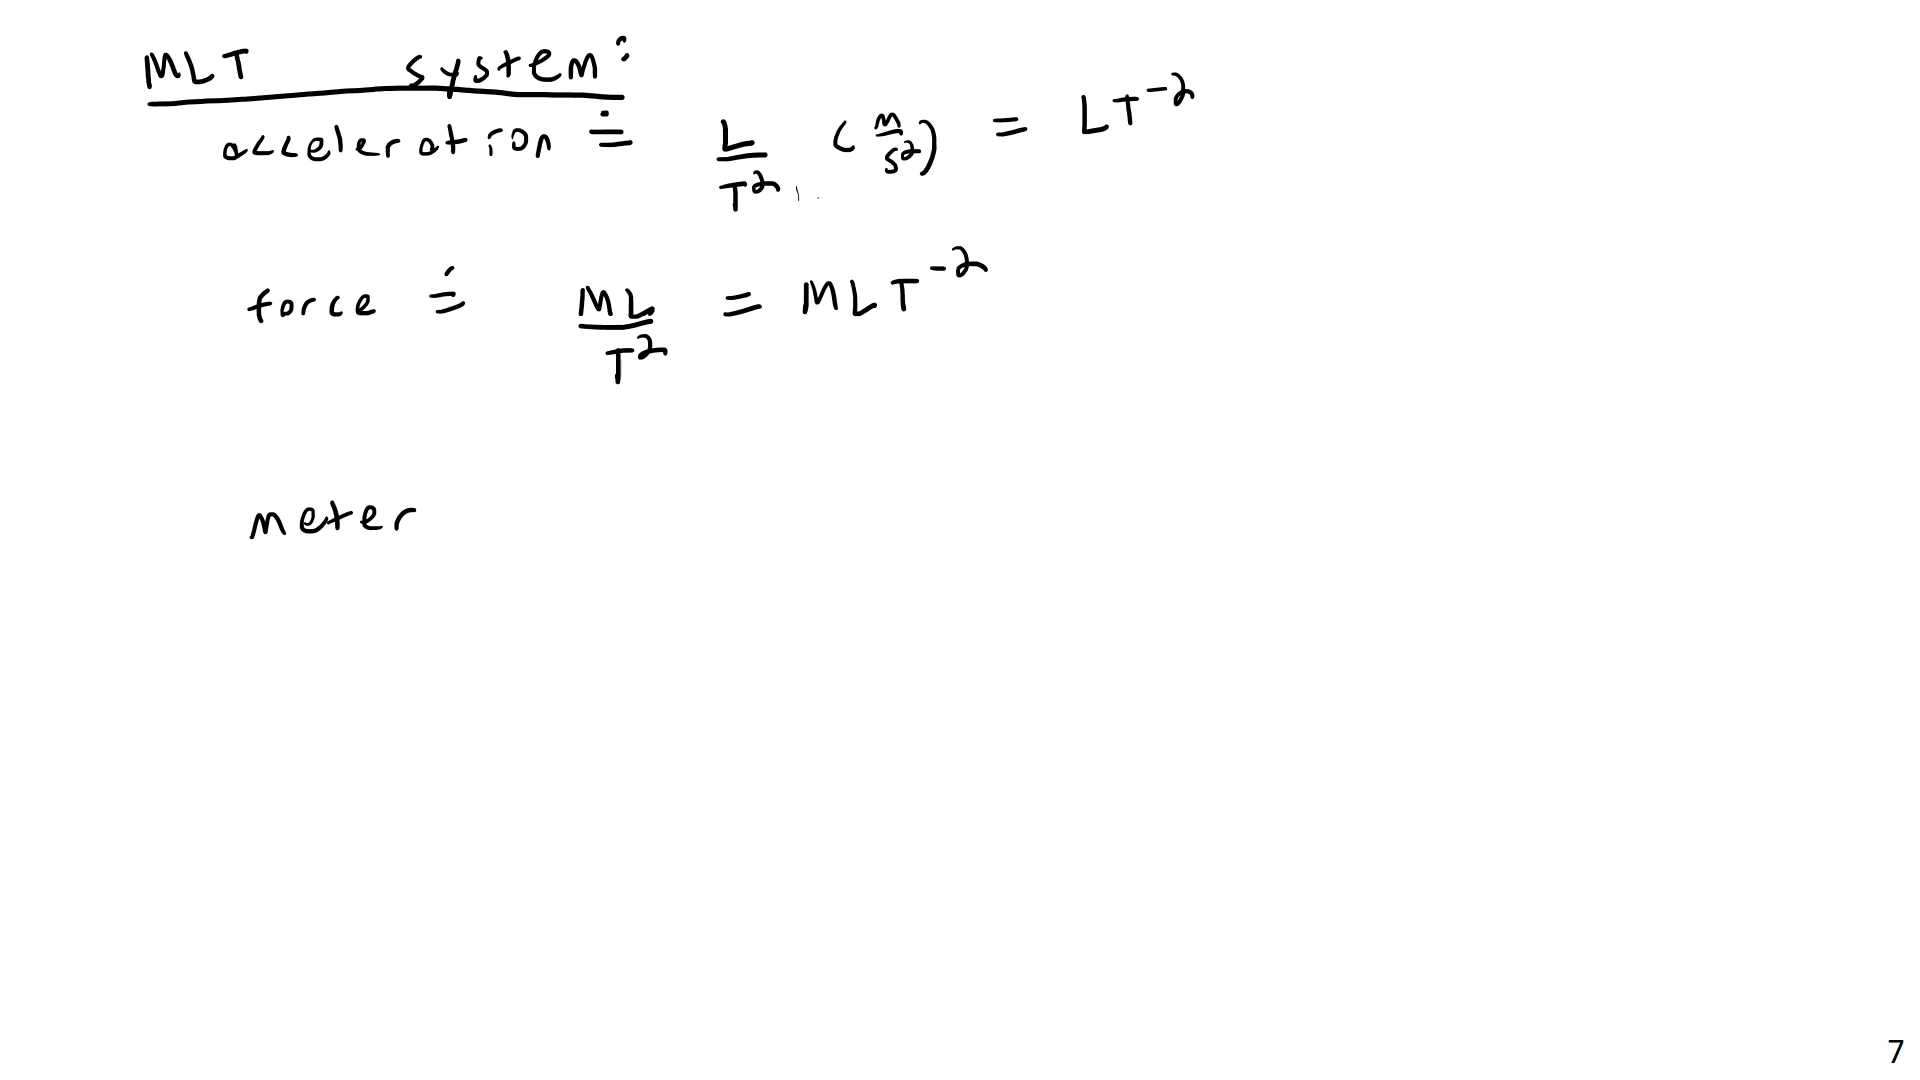 MLT system:
acceleration ≐ L/T² (m/s²) = LT⁻²
force ≐ ML/T² = MLT⁻²
meter
7